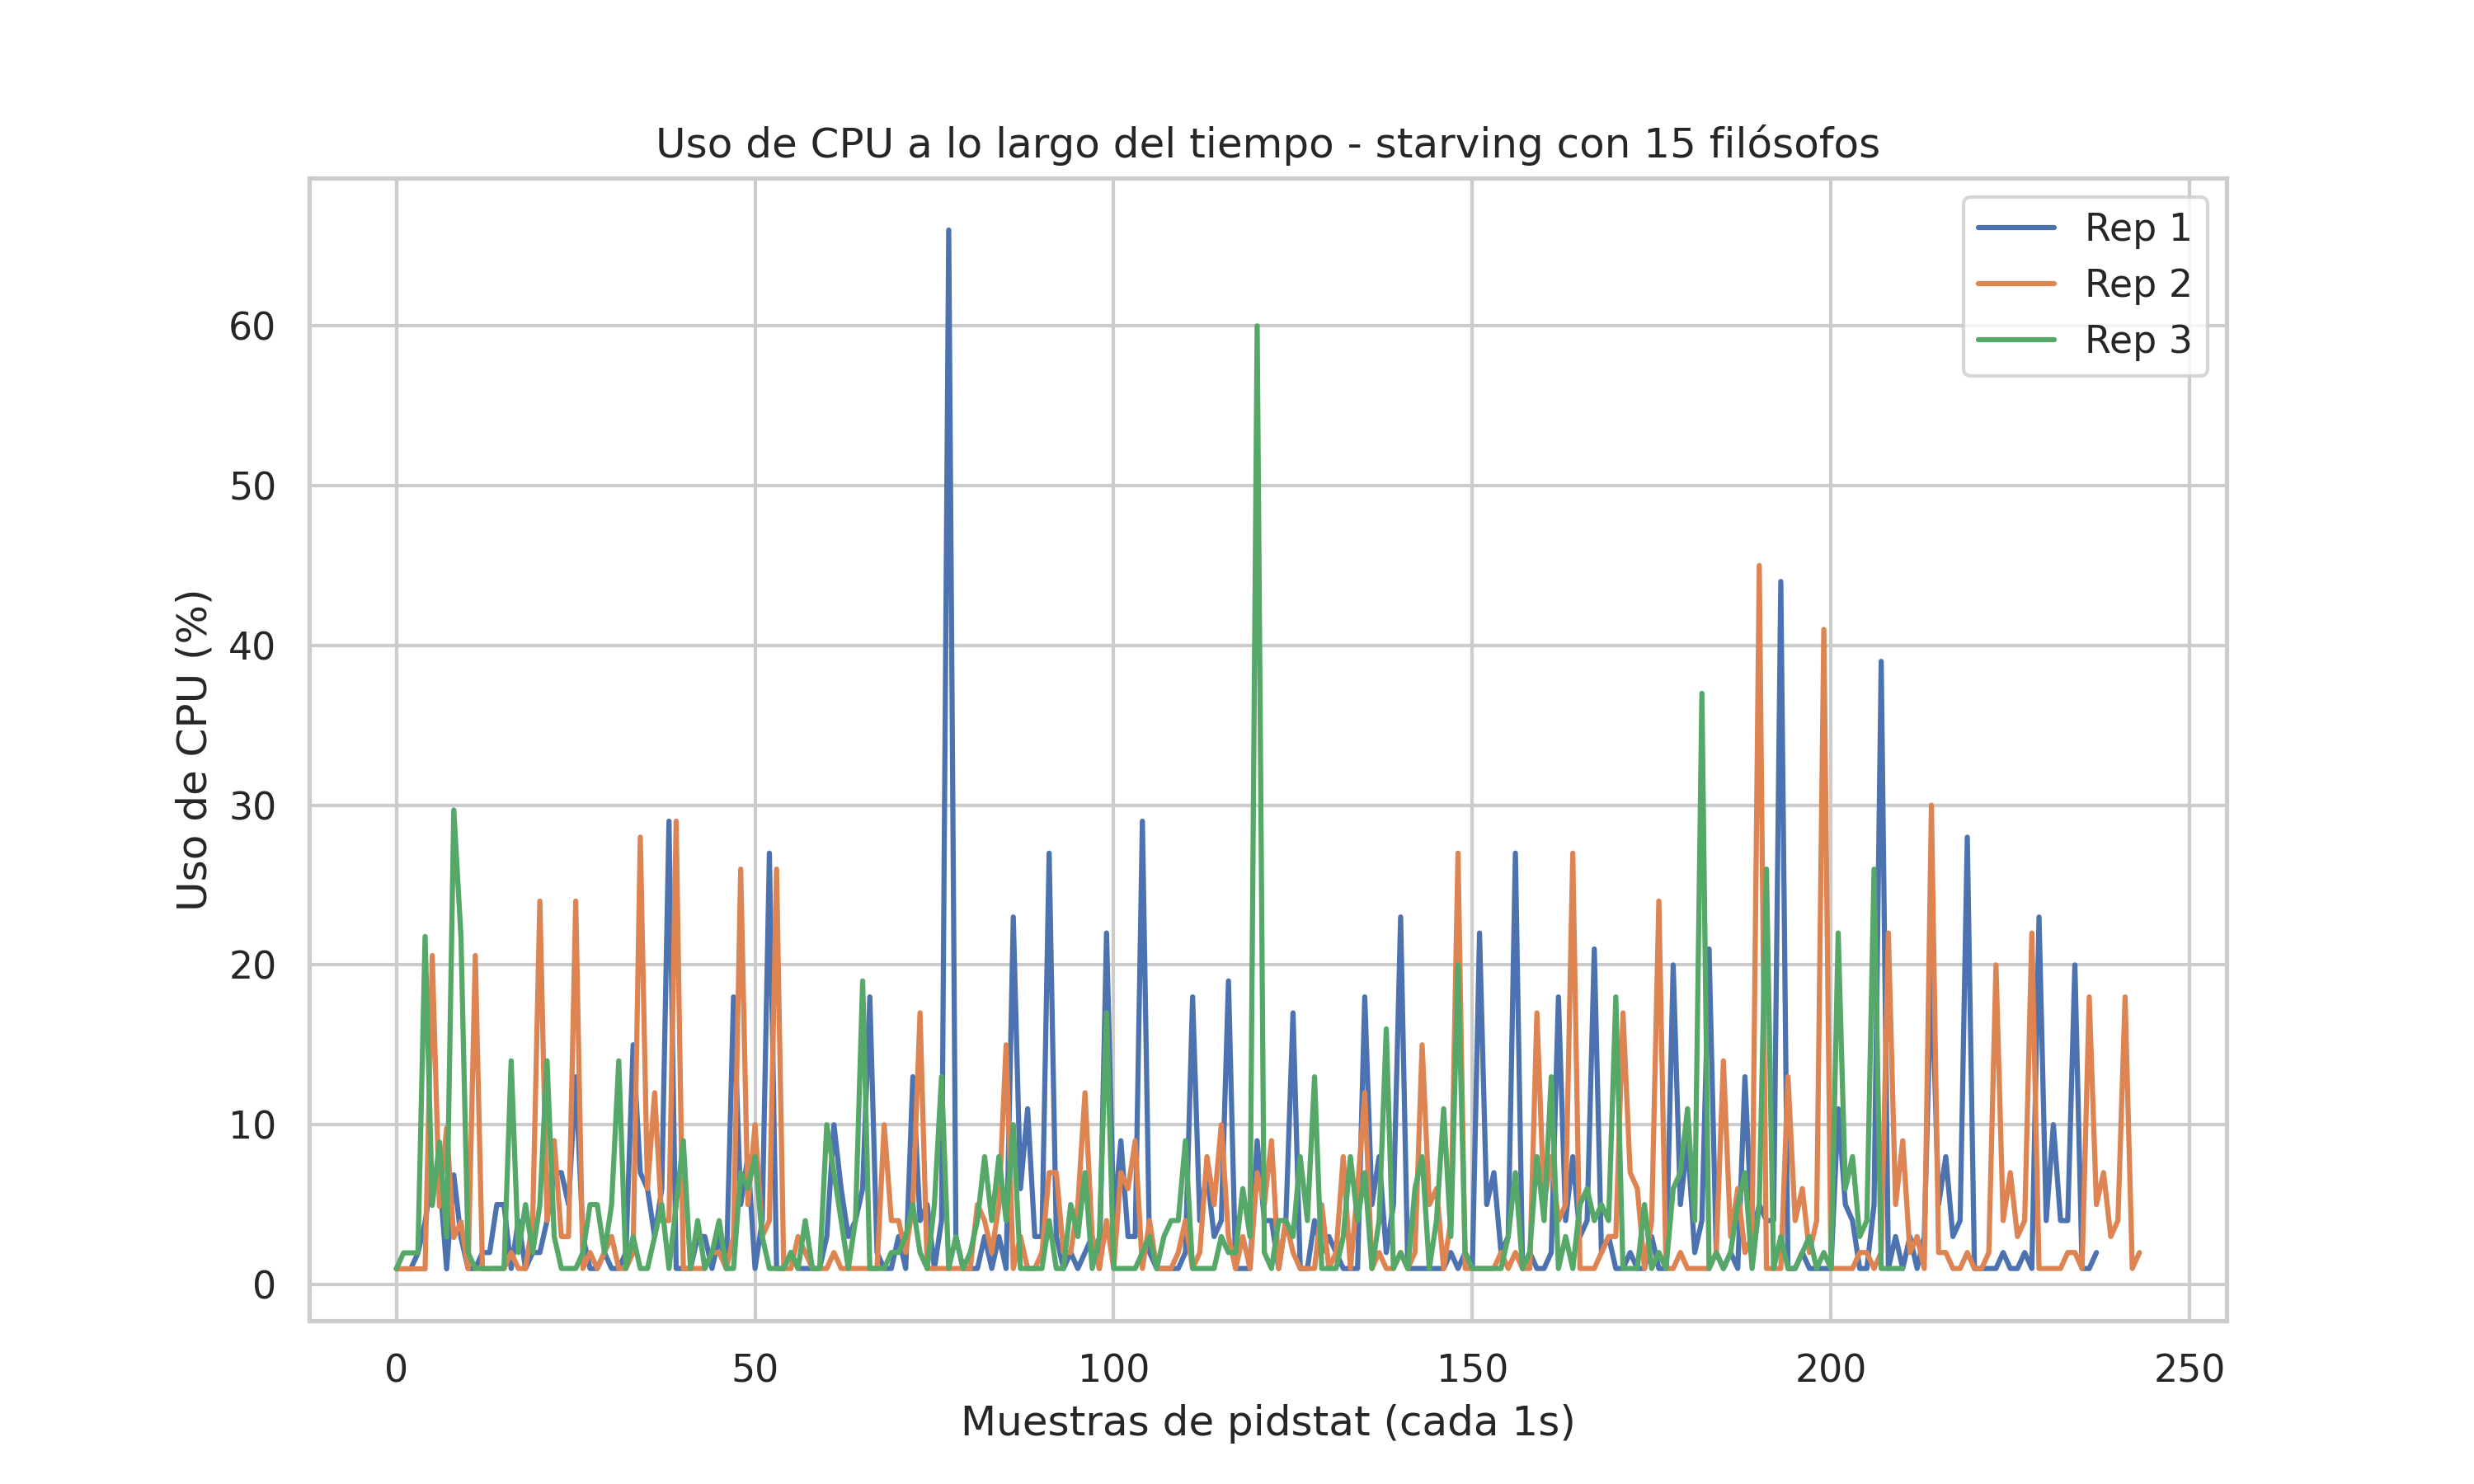 Uso de CPU a lo largo del tiempo - starving con 15 filósofos
Rep 1
Rep 2
Rep 3
Uso de CPU (%)
60
50
40
30
20
10
0
0 50 100 150 200 250
Muestras de pidstat (cada 1s)